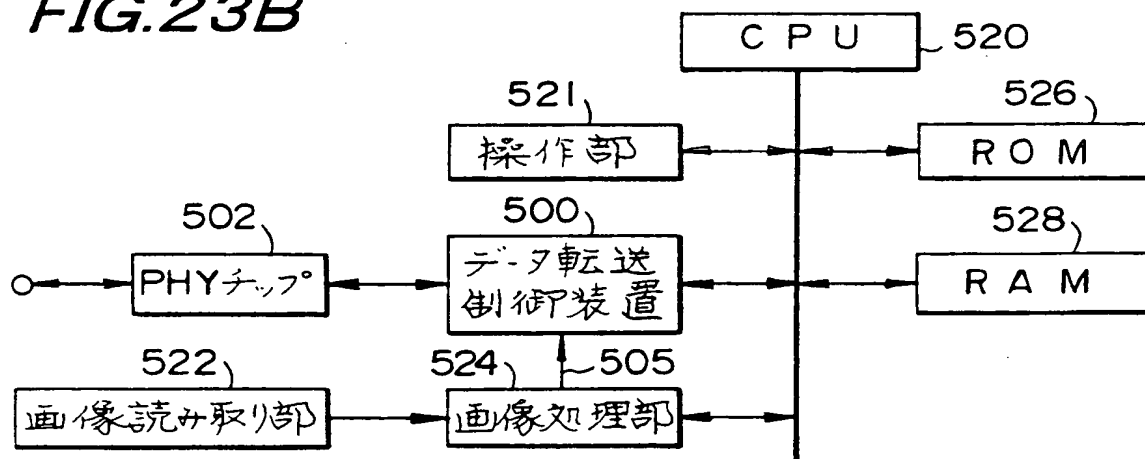 FIG.23B
CPU
520
521
操作部
526
ROM
502
PHYチップ
500
データ転送
制御装置
528
RAM
522
画像読み取り部
524
画像処理部
505